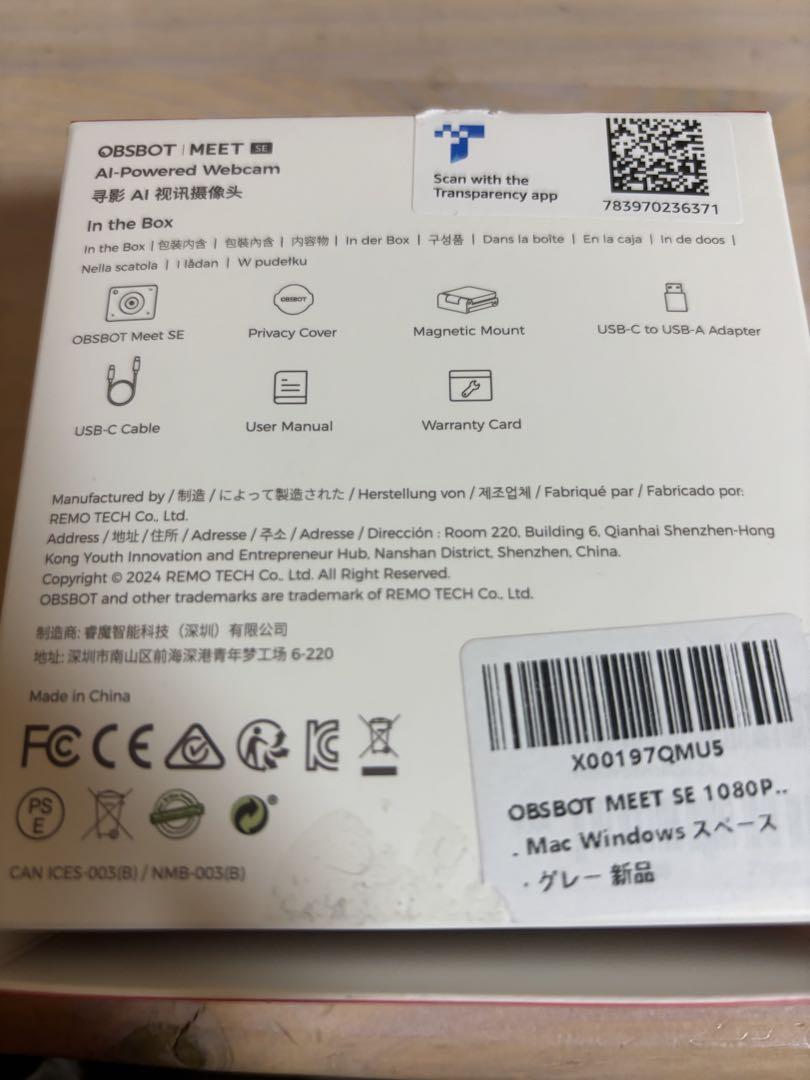 OBSBOT | MEET SE
AI-Powered Webcam
寻影 AI 视讯摄像头
Scan with the
Transparency app
783970236371
In the Box
In the Box | 包装内含 | 包裝內含 | 内容物 | In der Box | 구성품 | Dans la boîte | En la caja | In de doos |
Nella scatola | I lådan | W pudełku
OBSBOT
OBSBOT Meet SE
Privacy Cover
Magnetic Mount
USB-C to USB-A Adapter
USB-C Cable
User Manual
Warranty Card
Manufactured by / 制造 / によって製造された / Herstellung von / 제조업체 / Fabriqué par / Fabricado por:
REMO TECH Co., Ltd.
Address / 地址 / 住所 / Adresse / 주소 / Adresse / Dirección : Room 220, Building 6, Qianhai Shenzhen-Hong
Kong Youth Innovation and Entrepreneur Hub, Nanshan District, Shenzhen, China.
Copyright © 2024 REMO TECH Co., Ltd. All Right Reserved.
OBSBOT and other trademarks are trademark of REMO TECH Co., Ltd.
制造商: 睿魔智能科技（深圳）有限公司
地址: 深圳市南山区前海深港青年梦工场 6-220
Made in China
FC CE
PS
E
CAN ICES-003(B) / NMB-003(B)
X00197QMU5
OBSBOT MEET SE 1080P..
. Mac Windows スペース
・グレー 新品